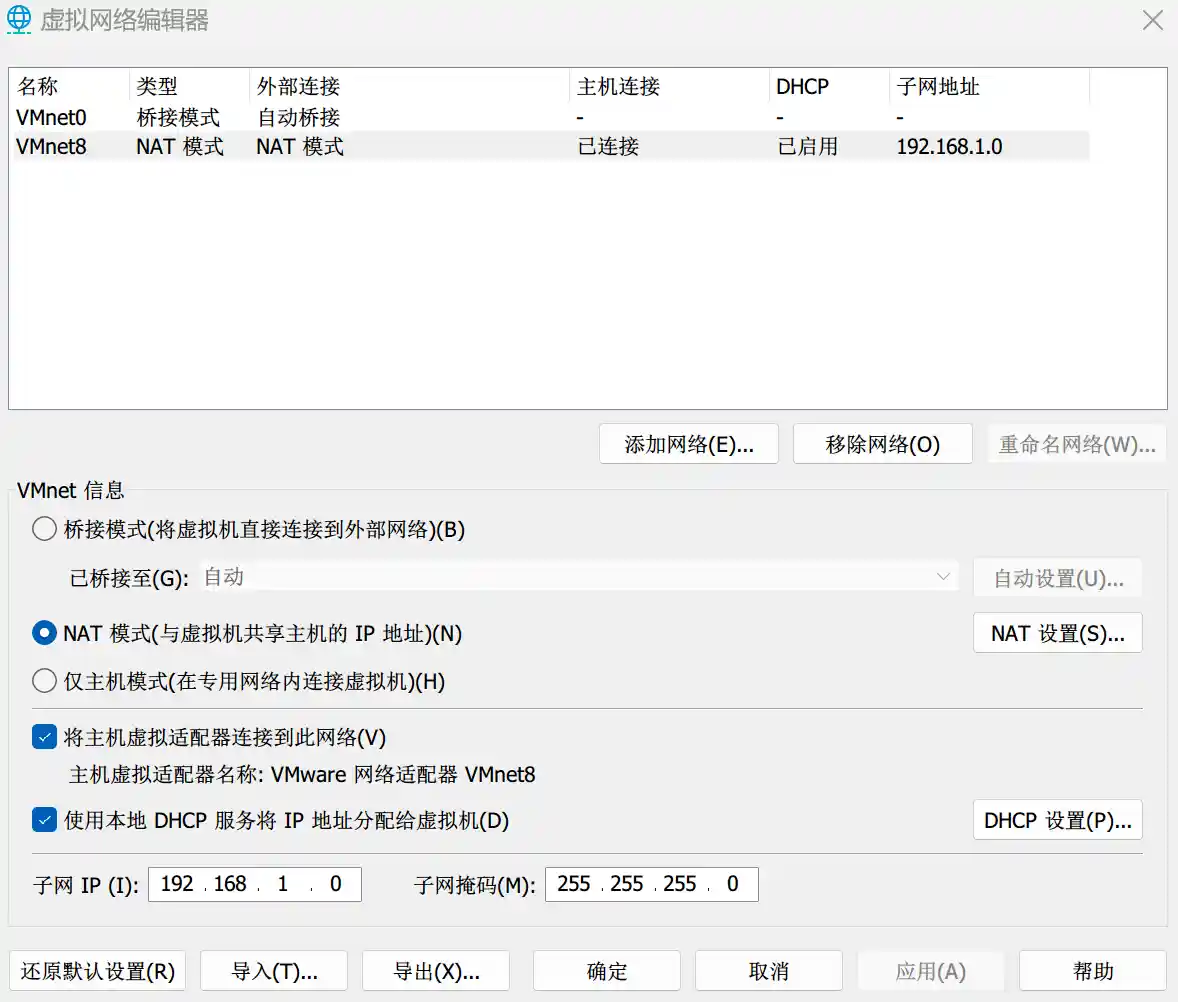 虚拟网络编辑器
名称 类型 外部连接 主机连接 DHCP 子网地址
VMnet0 桥接模式 自动桥接 - - -
VMnet8 NAT 模式 NAT 模式 已连接 已启用 192.168.1.0
添加网络(E)... 移除网络(O) 重命名网络(W)...
VMnet 信息
桥接模式(将虚拟机直接连接到外部网络)(B)
已桥接至(G): 自动 自动设置(U)...
NAT 模式(与虚拟机共享主机的 IP 地址)(N) NAT 设置(S)...
仅主机模式(在专用网络内连接虚拟机)(H)
将主机虚拟适配器连接到此网络(V)
主机虚拟适配器名称: VMware 网络适配器 VMnet8
使用本地 DHCP 服务将 IP 地址分配给虚拟机(D) DHCP 设置(P)...
子网 IP (I): 192 . 168 . 1 . 0 子网掩码(M): 255 . 255 . 255 . 0
还原默认设置(R) 导入(T)... 导出(X)... 确定 取消 应用(A) 帮助